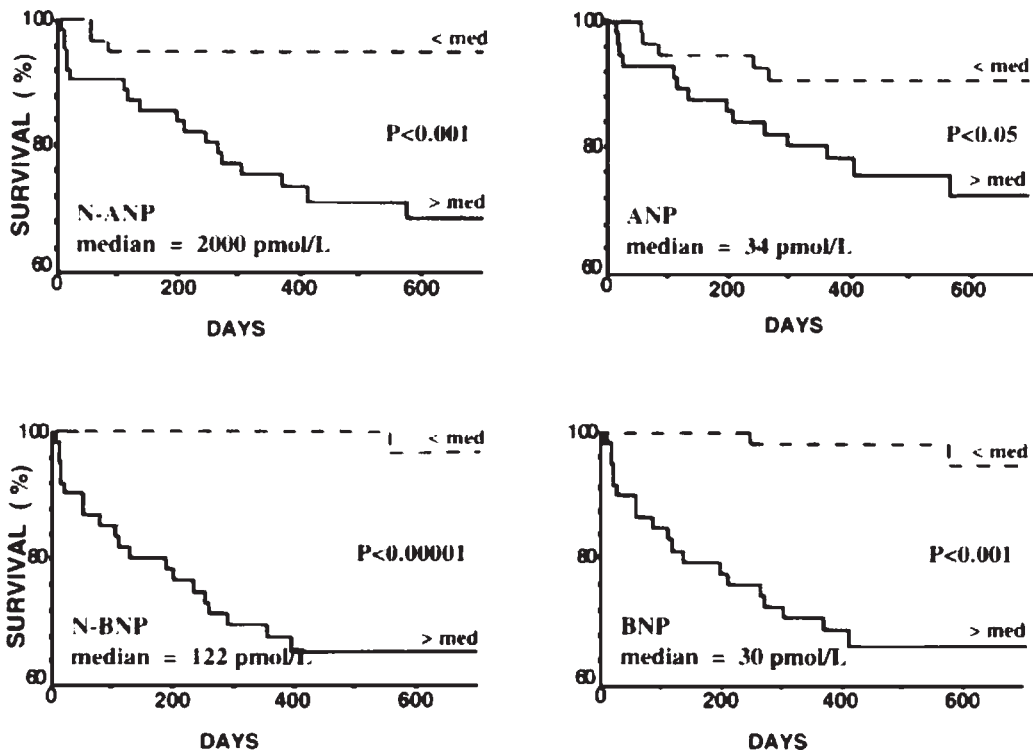 100
80
60
SURVIVAL ( % )
< med
P<0.001
> med
N-ANP
median = 2000 pmol/L
0 200 400 600
DAYS
100
80
60
< med
P<0.05
> med
ANP
median = 34 pmol/L
0 200 400 600
DAYS
100
80
60
SURVIVAL ( % )
< med
P<0.00001
> med
N-BNP
median = 122 pmol/L
0 200 400 600
DAYS
100
80
60
< med
P<0.001
> med
BNP
median = 30 pmol/L
0 200 400 600
DAYS